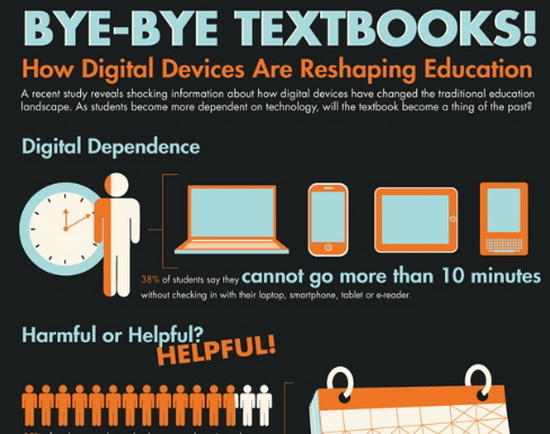 BYE-BYE TEXTBOOKS!
How Digital Devices Are Reshaping Education
A recent study reveals shocking information about how digital devices have changed the traditional education
landscape. As students become more dependent on technology, will the textbook become a thing of the past?
Digital Dependence
38% of students say they cannot go more than 10 minutes
without checking in with their laptop, smartphone, tablet or e-reader.
Harmful or Helpful?
HELPFUL!